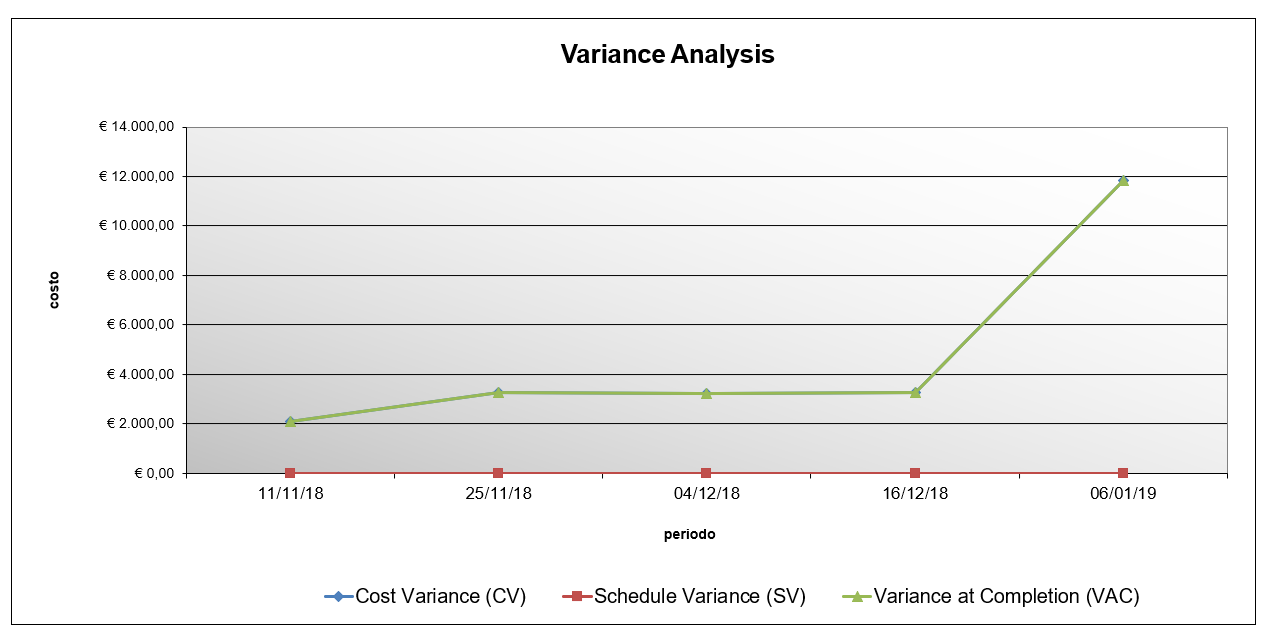 Variance Analysis
€ 14.000,00
€ 12.000,00
€ 10.000,00
€ 8.000,00
€ 6.000,00
€ 4.000,00
€ 2.000,00
€ 0,00
costo
11/11/18 25/11/18 04/12/18 16/12/18 06/01/19
periodo
Cost Variance (CV) Schedule Variance (SV) Variance at Completion (VAC)